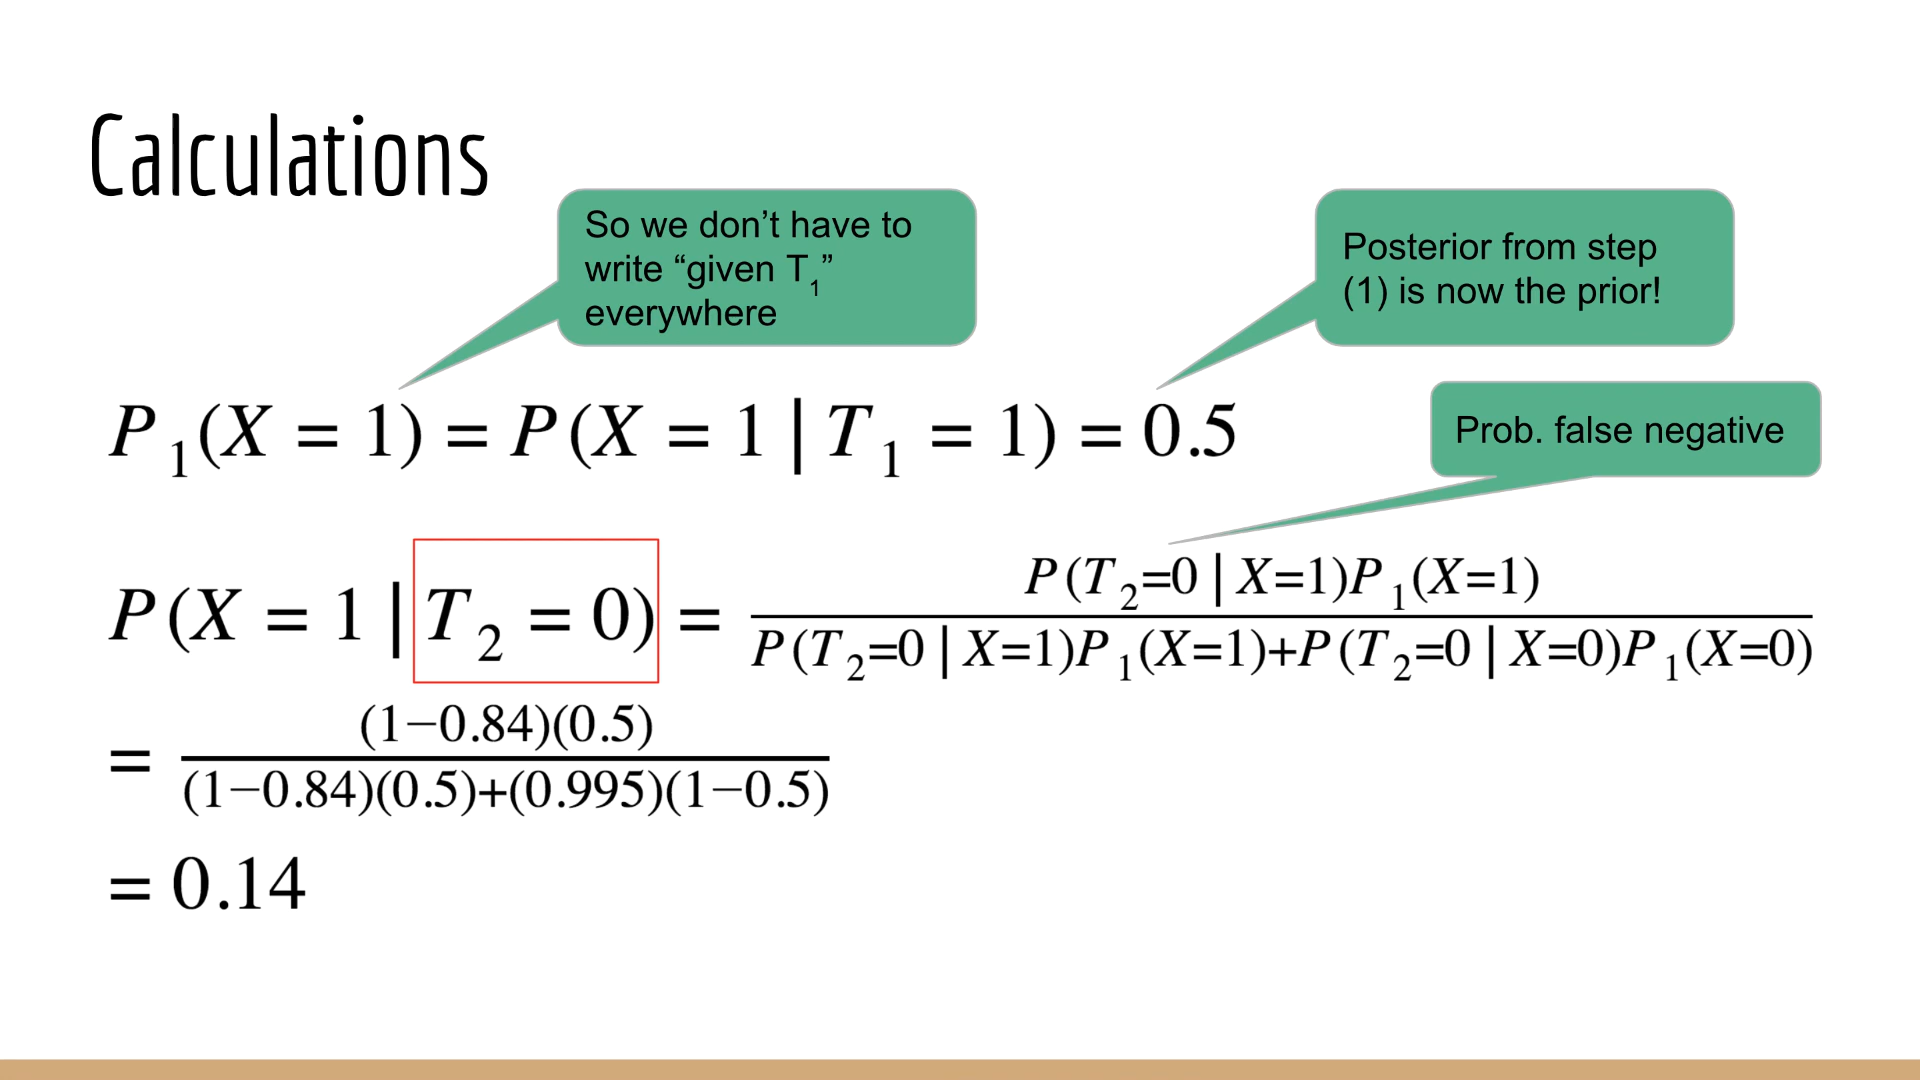 Calculations
So we don’t have to
write “given T₁”
everywhere
Posterior from step
(1) is now the prior!
P₁(X = 1) = P(X = 1 | T₁ = 1) = 0.5
Prob. false negative
P(X = 1 | T₂ = 0) = P(T₂=0 | X=1)P₁(X=1)
P(T₂=0 | X=1)P₁(X=1)+P(T₂=0 | X=0)P₁(X=0)
= (1−0.84)(0.5)
(1−0.84)(0.5)+(0.995)(1−0.5)
= 0.14